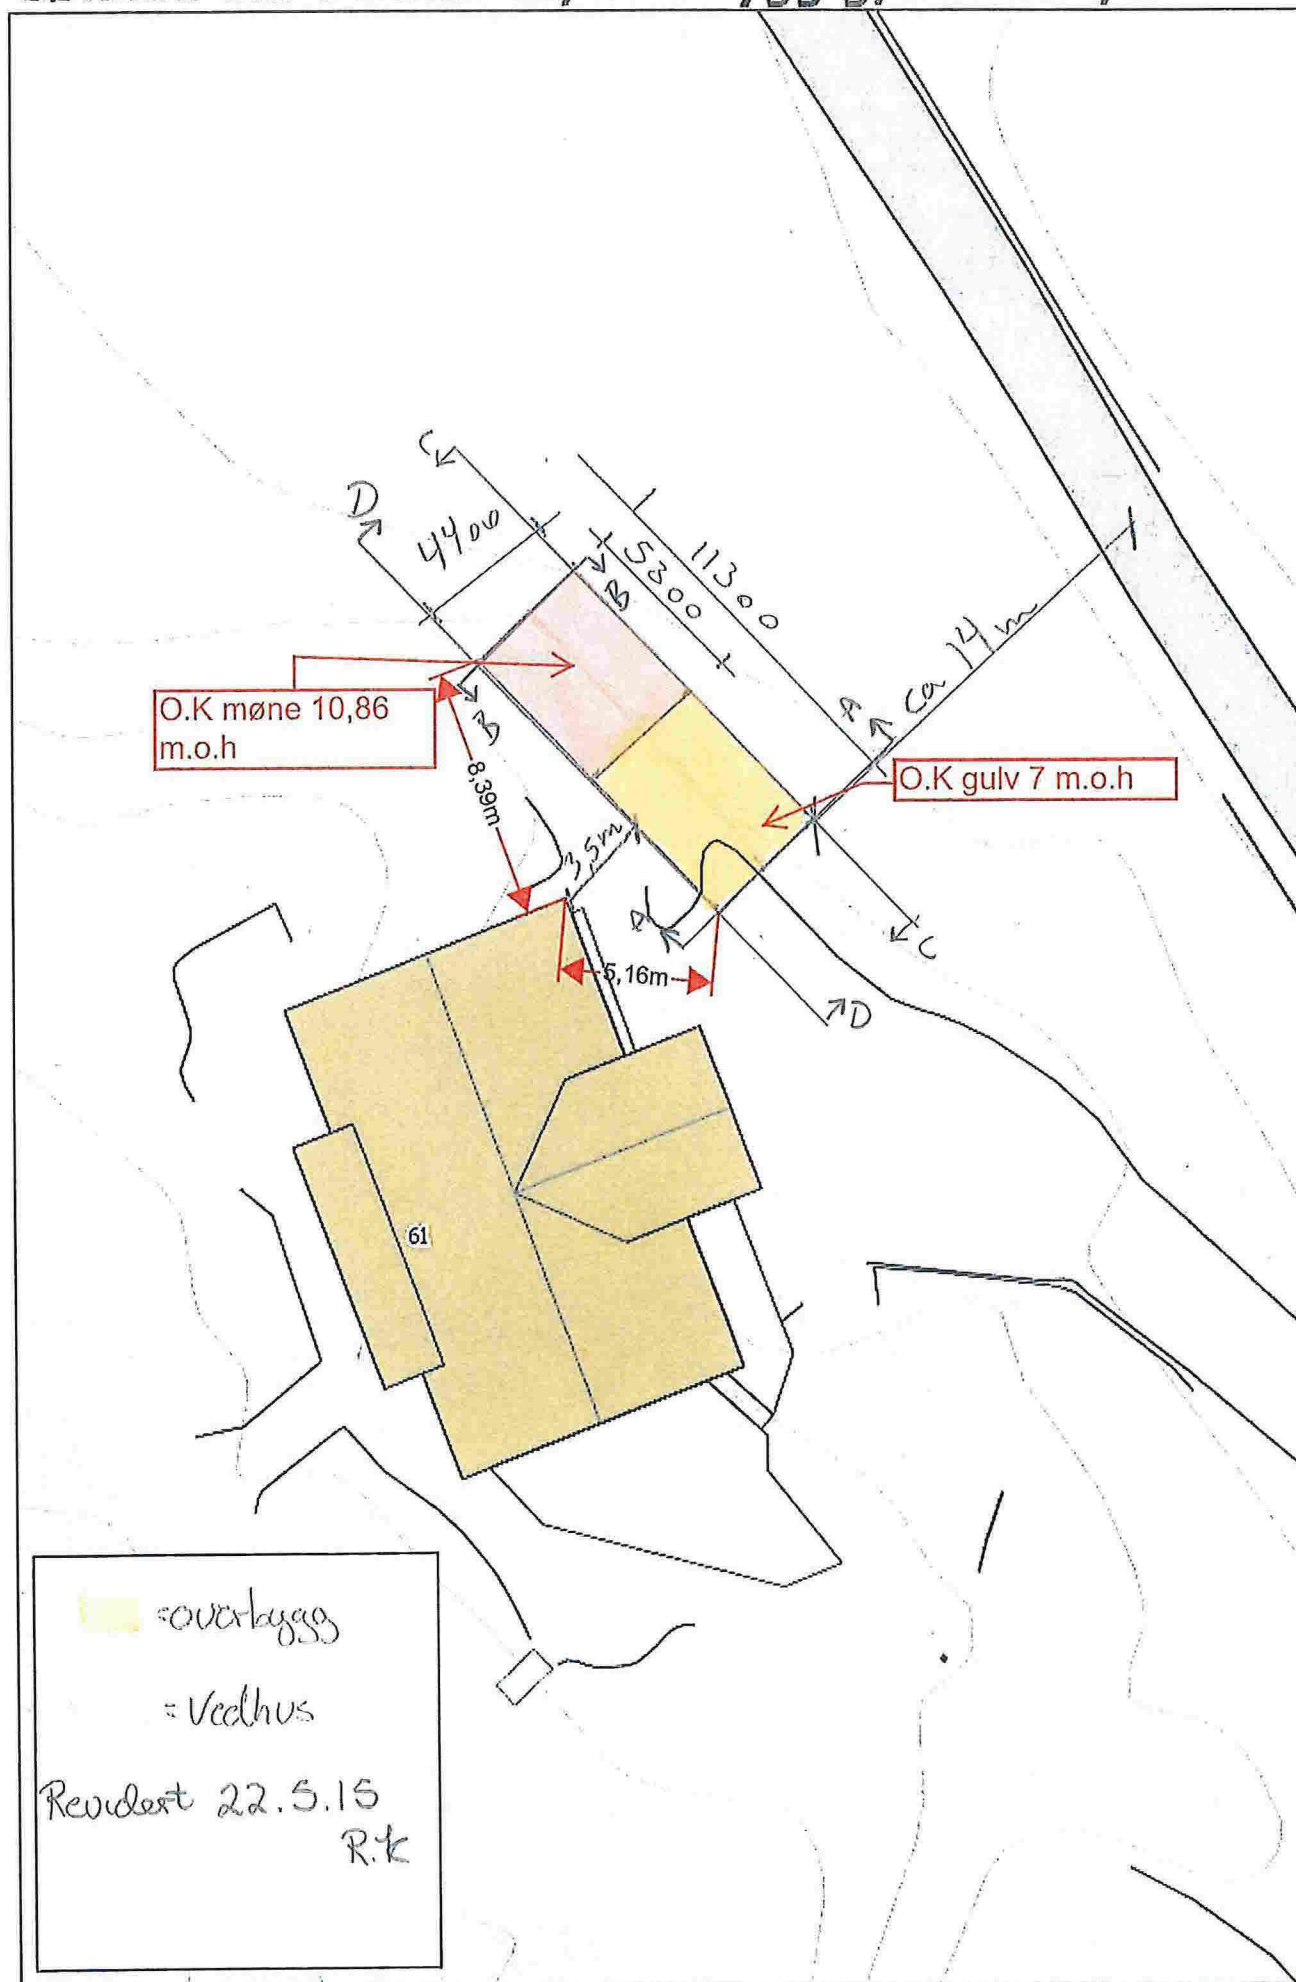 C
D
4400
5300
11300
B
A
ca 14 m
O.K møne 10,86
m.o.h
B
8,39m
O.K gulv 7 m.o.h
3,5m
A
C
5,16m
D
61
=overbygg
=Vedhus
Revidert 22.5.15
R.K